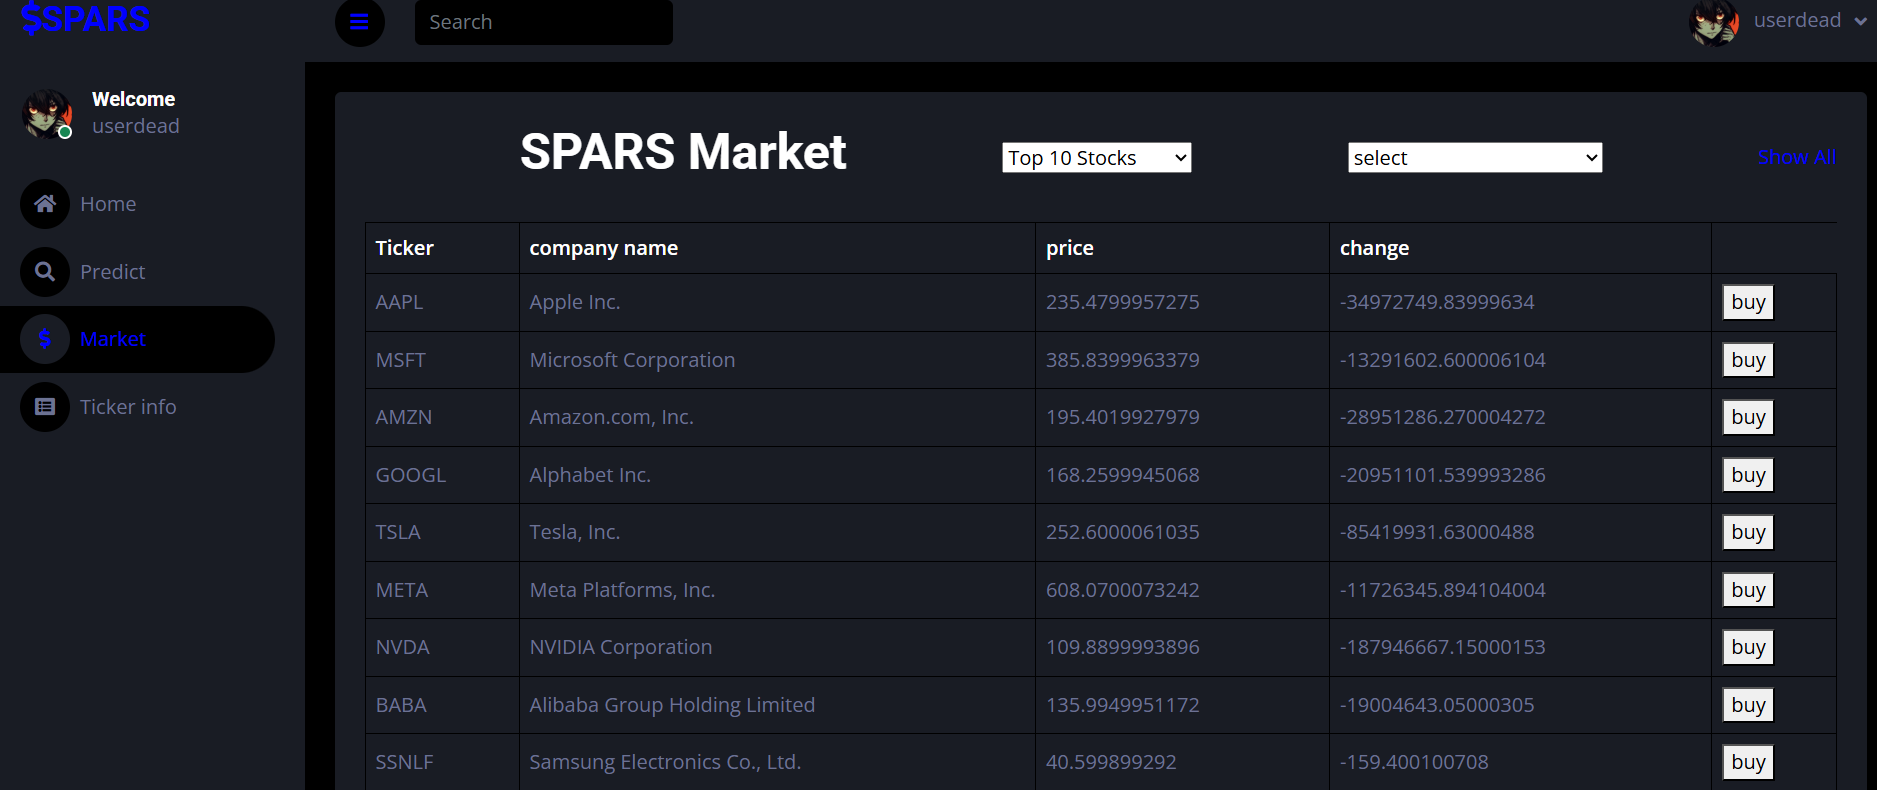 $SPARS
Search
userdead
Welcome
userdead
Home
Predict
$ Market
Ticker info
SPARS Market
Top 10 Stocks
select
Show All
Ticker company name price change
AAPL Apple Inc. 235.4799957275 -34972749.83999634 buy
MSFT Microsoft Corporation 385.8399963379 -13291602.600006104 buy
AMZN Amazon.com, Inc. 195.4019927979 -28951286.270004272 buy
GOOGL Alphabet Inc. 168.2599945068 -20951101.539993286 buy
TSLA Tesla, Inc. 252.6000061035 -85419931.63000488 buy
META Meta Platforms, Inc. 608.0700073242 -11726345.894104004 buy
NVDA NVIDIA Corporation 109.8899993896 -187946667.15000153 buy
BABA Alibaba Group Holding Limited 135.9949951172 -19004643.05000305 buy
SSNLF Samsung Electronics Co., Ltd. 40.599899292 -159.400100708 buy